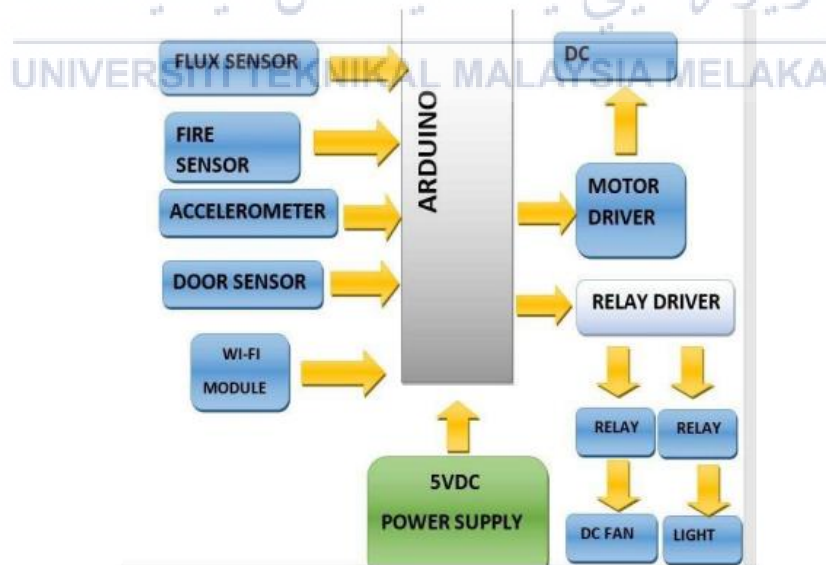 UNIVERSITI TEKNIKAL MALAYSIA MELAKA
FLUX SENSOR
FIRE
SENSOR
ACCELEROMETER
DOOR SENSOR
WI-FI
MODULE
ARDUINO
5VDC
POWER SUPPLY
DC
MOTOR
DRIVER
RELAY DRIVER
RELAY
RELAY
DC FAN
LIGHT